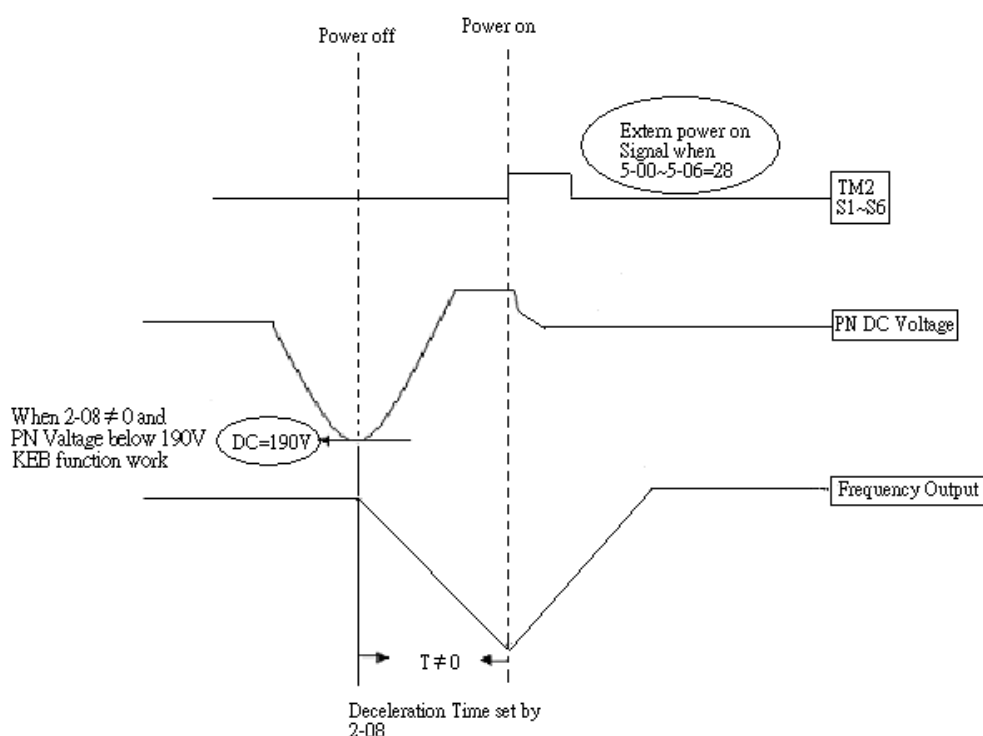 Power off
Power on
Extern power on
Signal when
5-00~5-06=28
TM2
S1~S6
PN DC Voltage
When 2-08≠0 and
PN Valtage below 190V
KEB function work
DC=190V
Frequency Output
T≠0
Deceleration Time set by
2-08